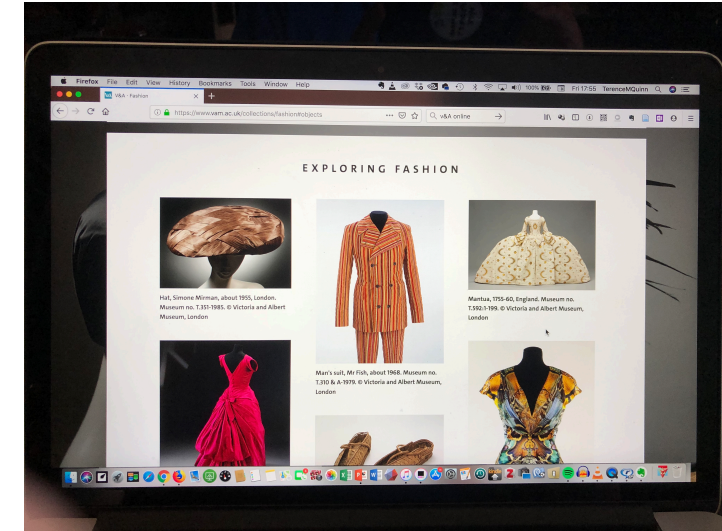 Firefox File Edit View History Bookmarks Tools Window Help
100% Fri 17:55 TerenceMQuinn
V&A · Fashion
https://www.vam.ac.uk/collections/fashion#objects
v&A online
EXPLORING FASHION
Hat, Simone Mirman, about 1955, London.
Museum no. T.351-1985. © Victoria and Albert
Museum, London
Man's suit, Mr Fish, about 1968. Museum no.
T.310 & A-1979. © Victoria and Albert Museum,
London
Mantua, 1755-60, England. Museum no.
T.592:1-199. © Victoria and Albert Museum,
London